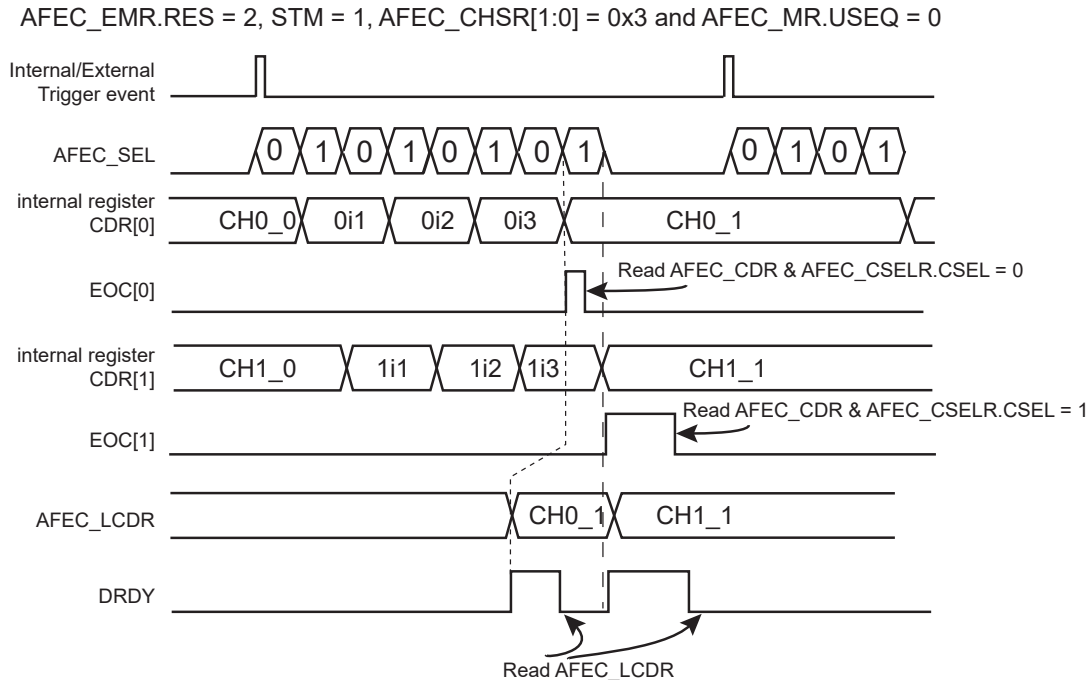 AFEC_EMR.RES = 2, STM = 1, AFEC_CHSR[1:0] = 0x3 and AFEC_MR.USEQ = 0
Internal/External
Trigger event
AFEC_SEL
0 1 0 1 0 1 0 1 0 1 0 1
internal register
CDR[0]
CH0_0 0i1 0i2 0i3 CH0_1
Read AFEC_CDR & AFEC_CSELR.CSEL = 0
EOC[0]
internal register
CDR[1]
CH1_0 1i1 1i2 1i3 CH1_1
Read AFEC_CDR & AFEC_CSELR.CSEL = 1
EOC[1]
AFEC_LCDR
CH0_1 CH1_1
DRDY
Read AFEC_LCDR